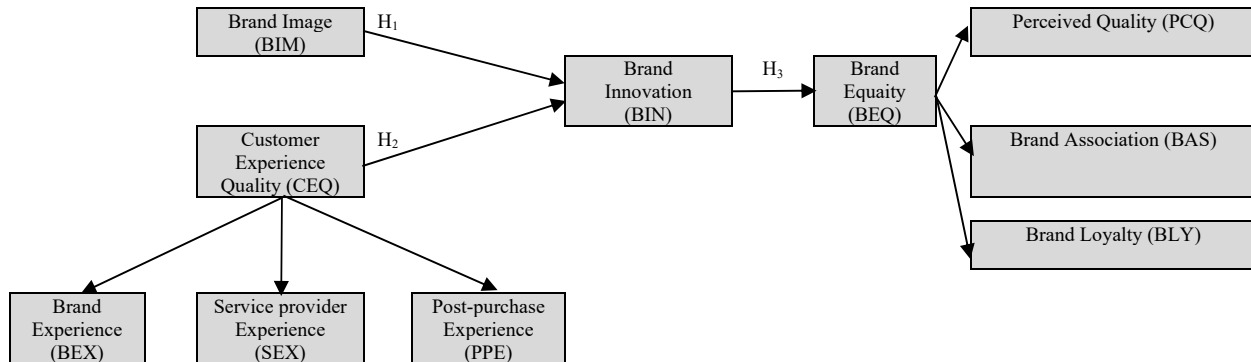 Brand Image
(BIM)
H1
Perceived Quality (PCQ)
Brand
Innovation
(BIN)
H3
Brand
Equaity
(BEQ)
Customer
Experience
Quality (CEQ)
H2
Brand Association (BAS)
Brand Loyalty (BLY)
Brand
Experience
(BEX)
Service provider
Experience
(SEX)
Post-purchase
Experience
(PPE)